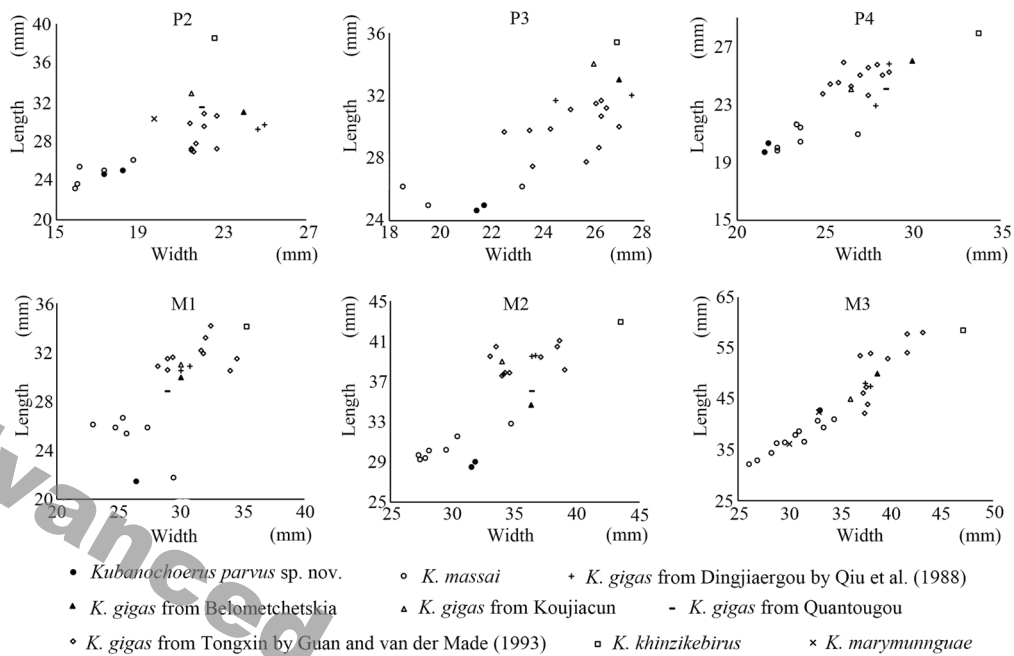 P2
(mm)
Length
40
36
32
28
24
20
15
19
23
27
Width
(mm)
P3
(mm)
Length
36
32
28
24
18
20
22
24
26
28
Width
(mm)
P4
(mm)
Length
27
23
19
15
20
25
30
35
Width
(mm)
M1
(mm)
Length
36
32
28
24
20
20
25
30
35
40
Width
(mm)
M2
(mm)
Length
45
41
37
33
29
25
25
30
35
40
45
Width
(mm)
M3
(mm)
Length
65
55
45
35
25
25
30
35
40
45
50
Width
(mm)
Kubanochoerus parvus sp. nov.
K. massai
K. gigas from Dingjiaergou by Qiu et al. (1988)
K. gigas from Belometchetskia
K. gigas from Koujiacun
K. gigas from Quantougou
K. gigas from Tongxin by Guan and van der Made (1993)
K. khinzikebirus
K. marymunnguae
vanced